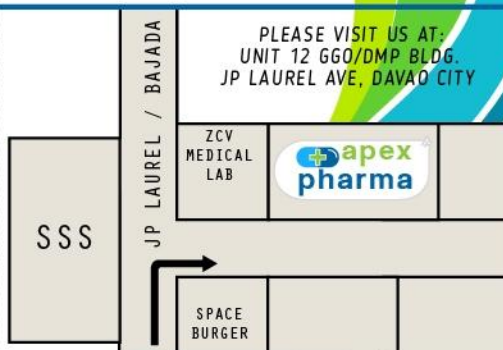 PLEASE VISIT US AT:
UNIT 12 GGO/DMP BLDG.
JP LAUREL AVE, DAVAO CITY
JP LAUREL / BAJADA
ZCV
MEDICAL
LAB
apex
pharma
SSS
SPACE
BURGER